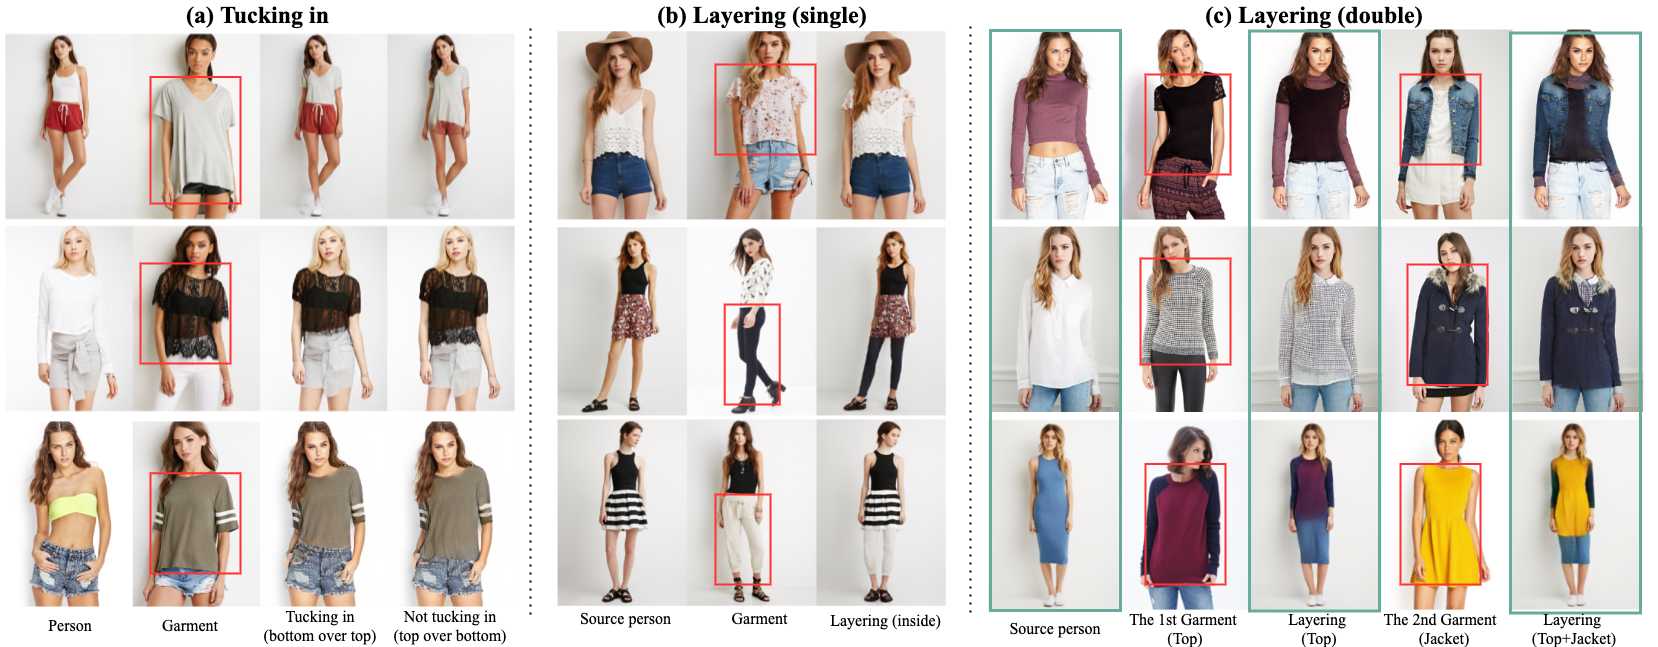 (a) Tucking in
(b) Layering (single)
(c) Layering (double)
Person
Garment
Tucking in
(bottom over top)
Not tucking in
(top over bottom)
Source person
Garment
Layering (inside)
Source person
The 1st Garment
(Top)
Layering
(Top)
The 2nd Garment
(Jacket)
Layering
(Top+Jacket)